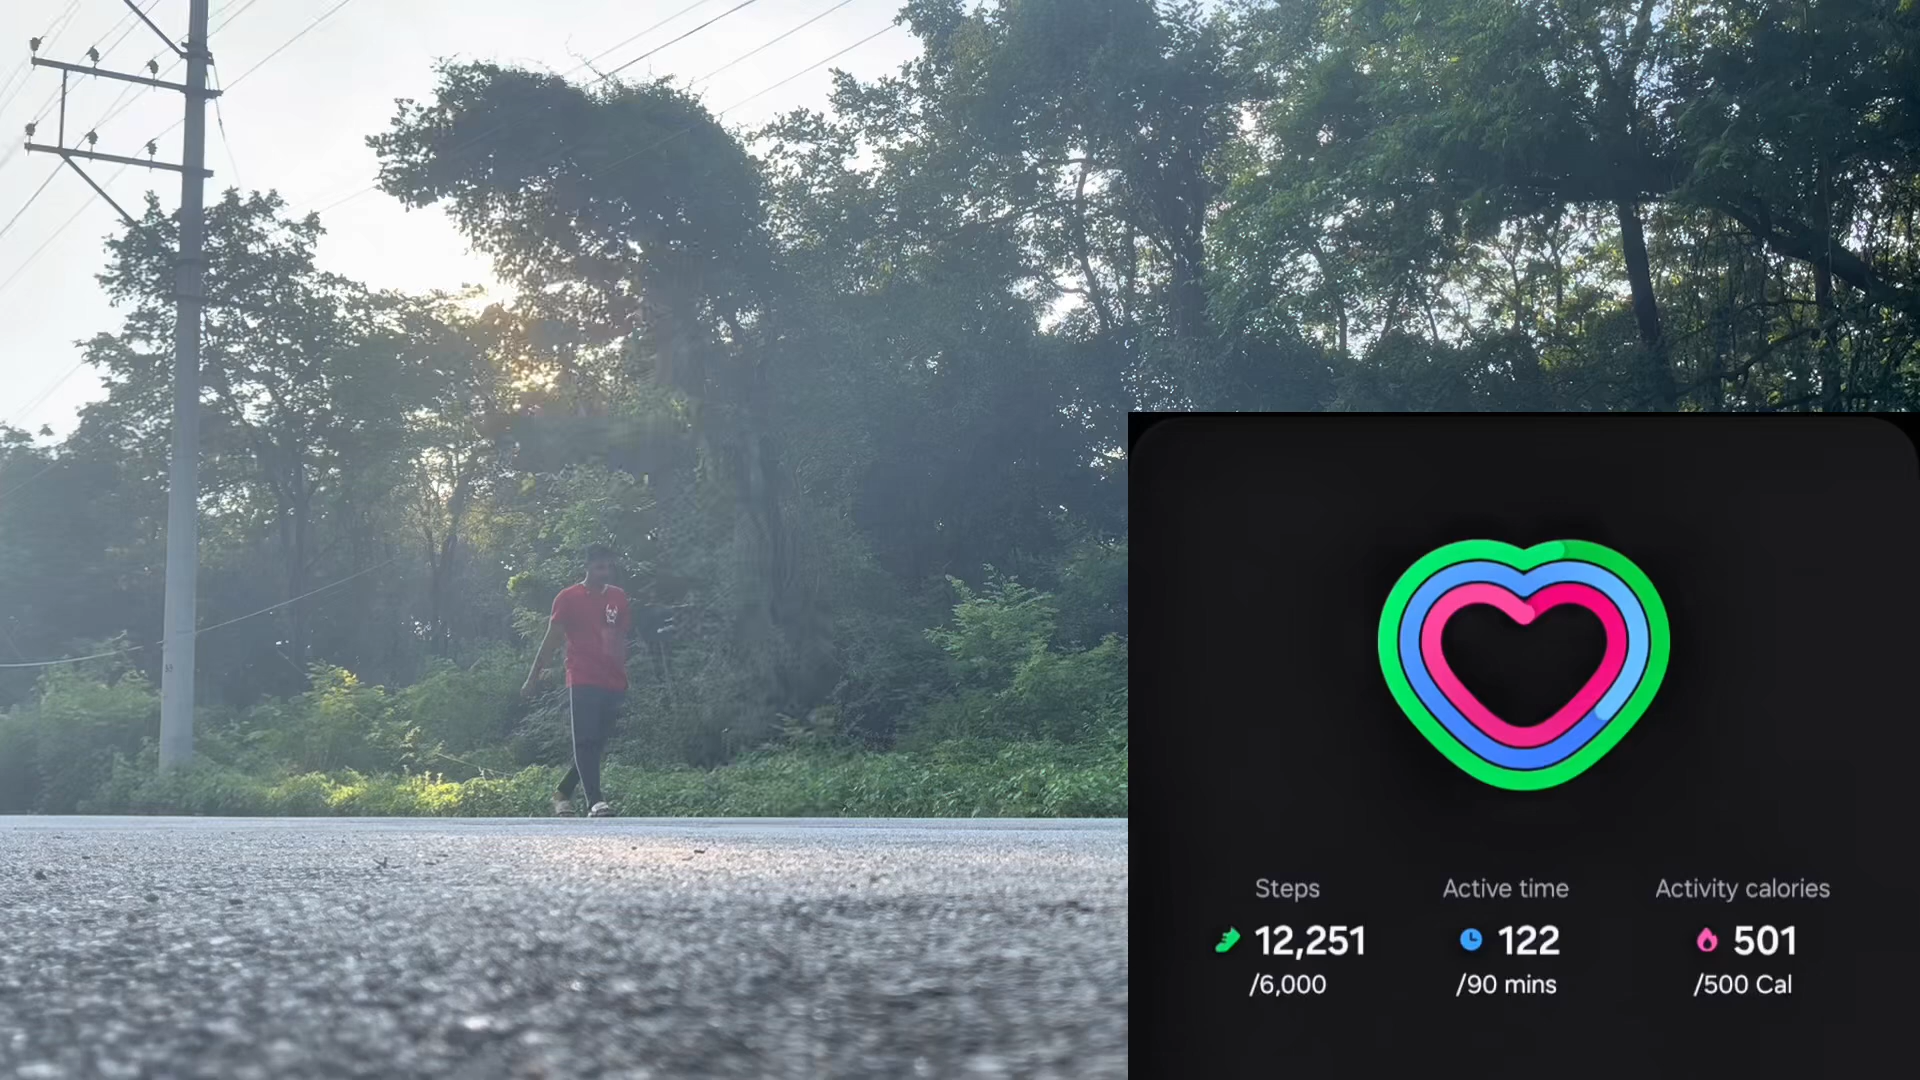 Steps
12,251
/6,000
Active time
122
/90 mins
Activity calories
501
/500 Cal